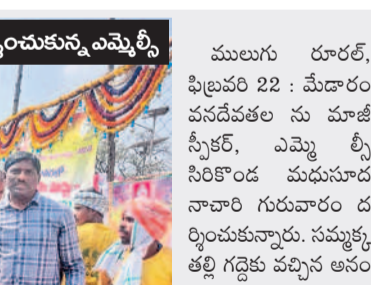 ంచుకున్న ఎమ్మెల్సీ
ములుగు రూరల్,
ఫిబ్రవరి 22 : మేడారం
వనదేవతల ను మాజీ
స్పీకర్, ఎమ్మె ల్సీ
సిరికొండ మధుసూద
నాచారి గురువారం ద
ర్శించుకున్నారు. సమ్మక్క
తల్లి గద్దెకు వచ్చిన అనం